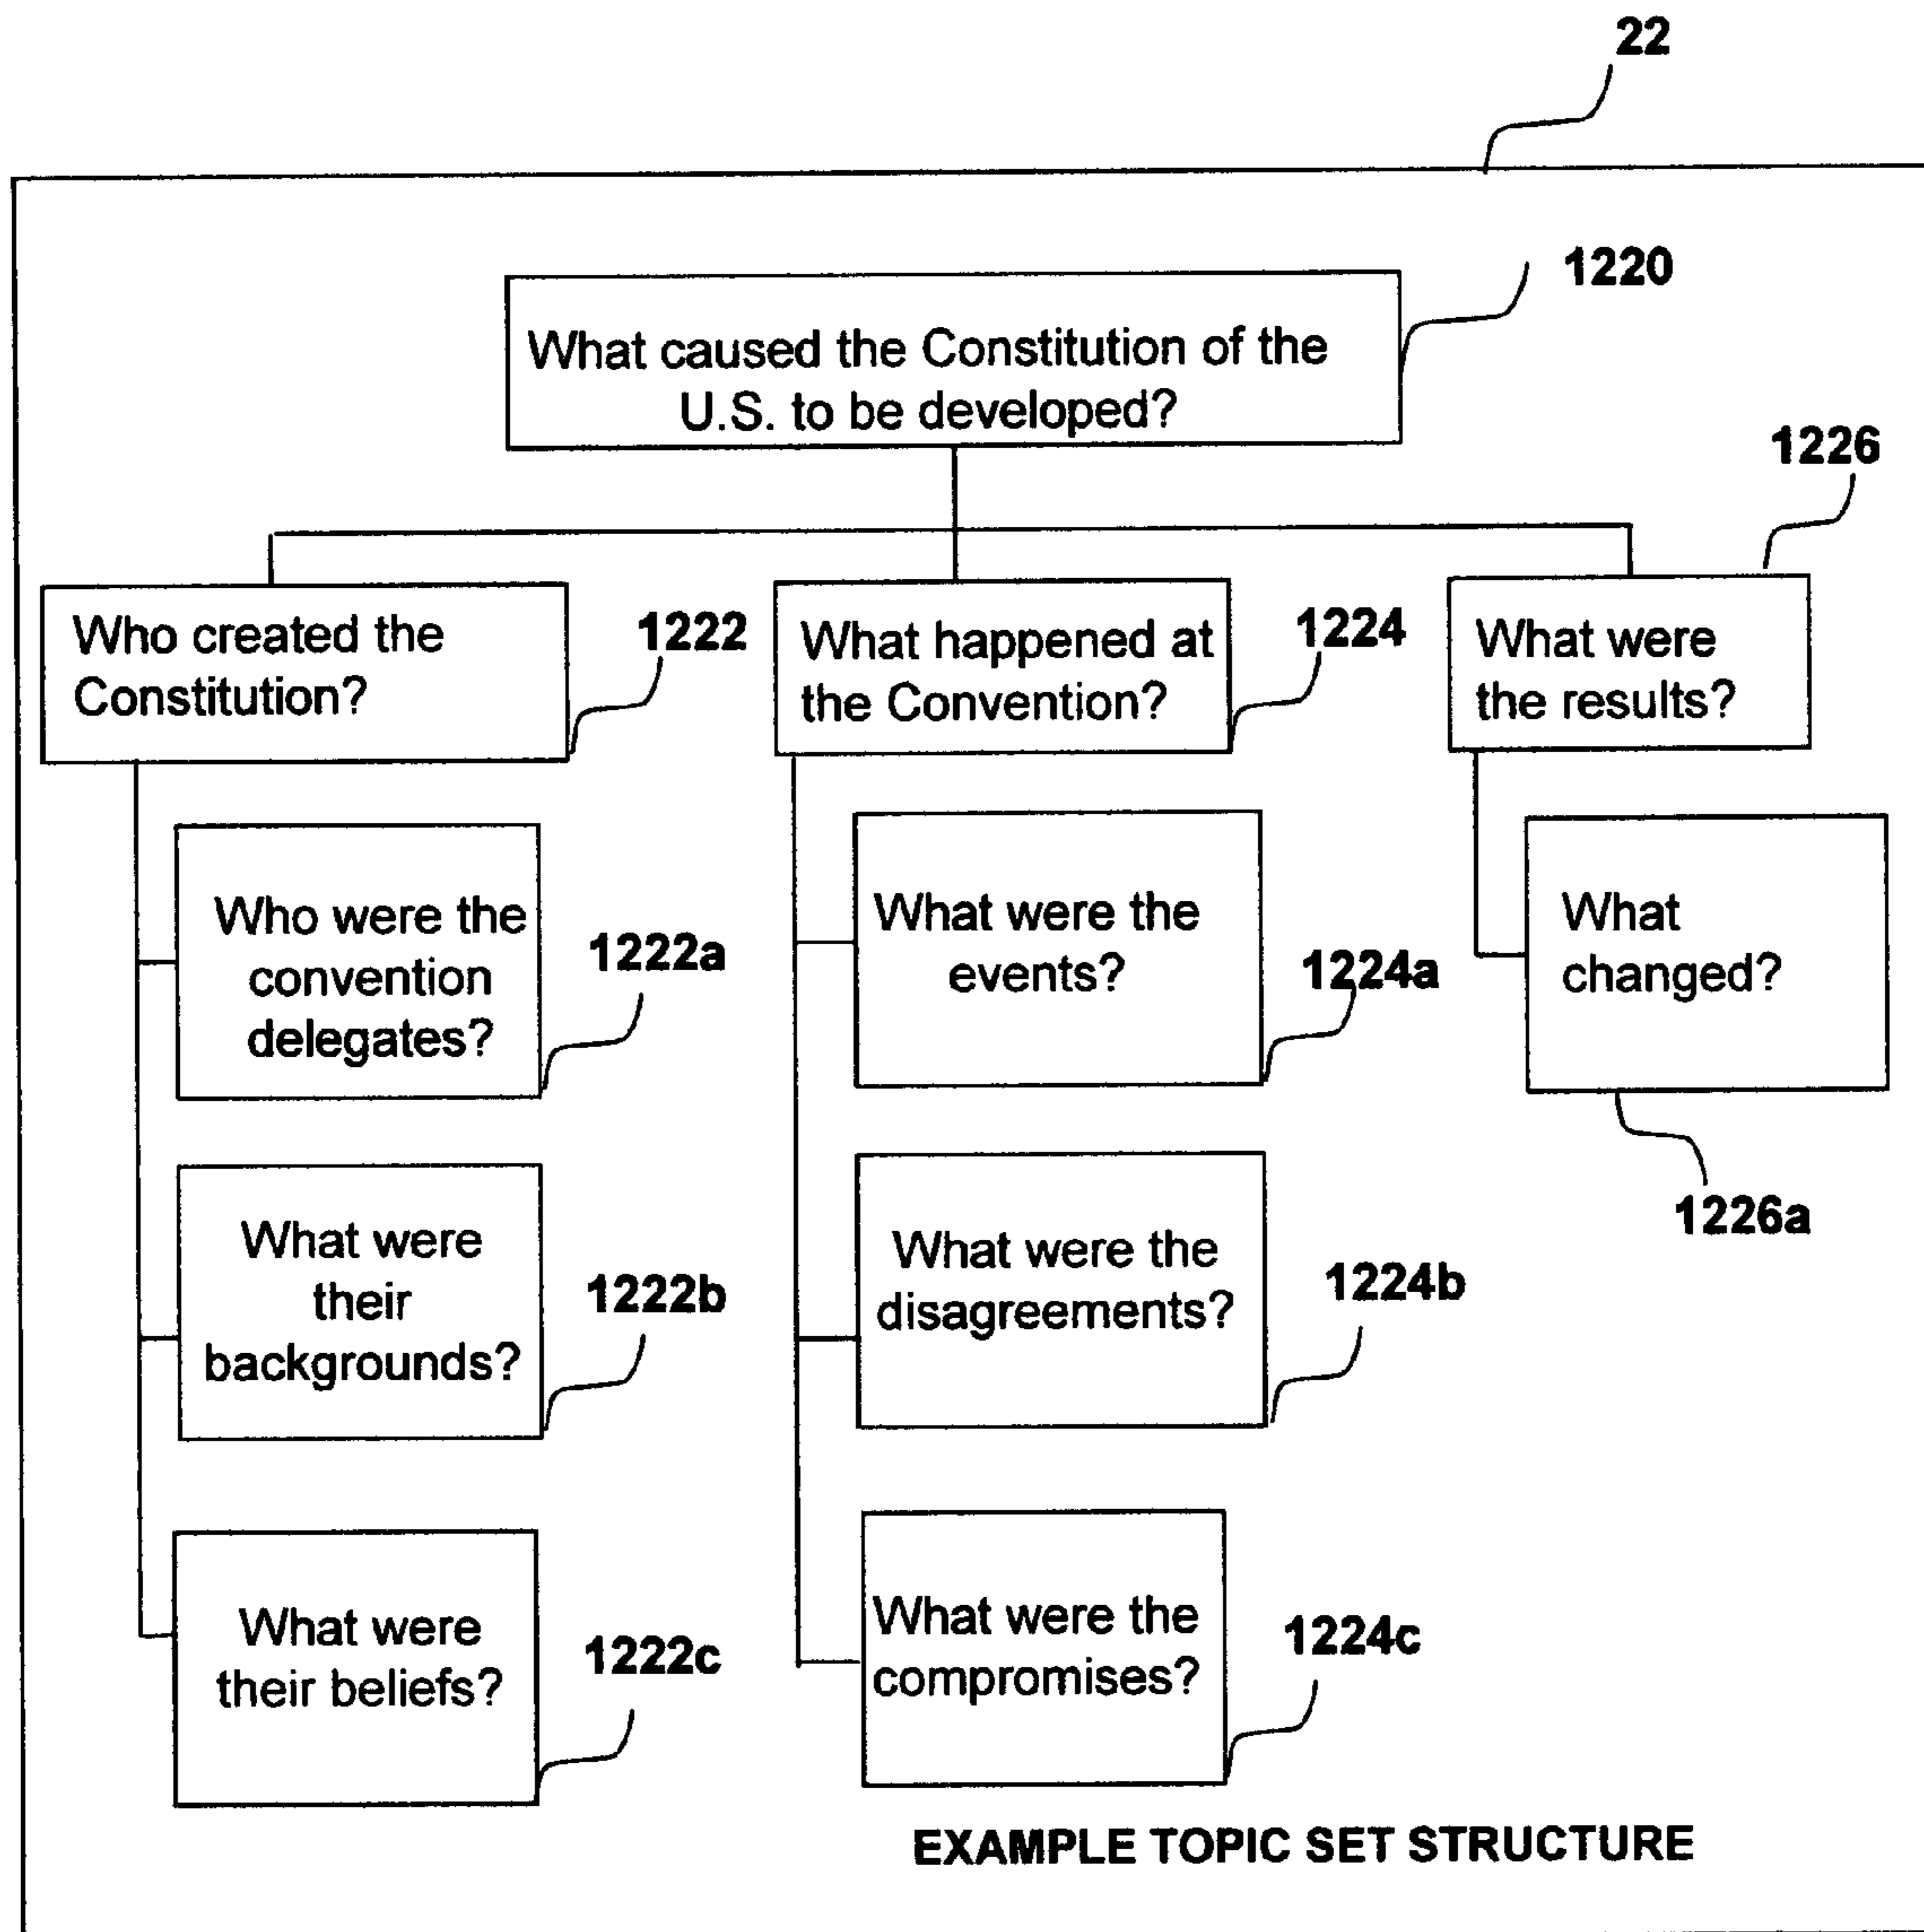 22
1220
What caused the Constitution of the
U.S. to be developed?
1226
Who created the
Constitution?
1222
What happened at
the Convention?
1224
What were
the results?
Who were the
convention
delegates?
1222a
What were the
events?
1224a
What
changed?
1226a
What were
their
backgrounds?
1222b
What were the
disagreements?
1224b
What were
their beliefs?
1222c
What were the
compromises?
1224c
EXAMPLE TOPIC SET STRUCTURE